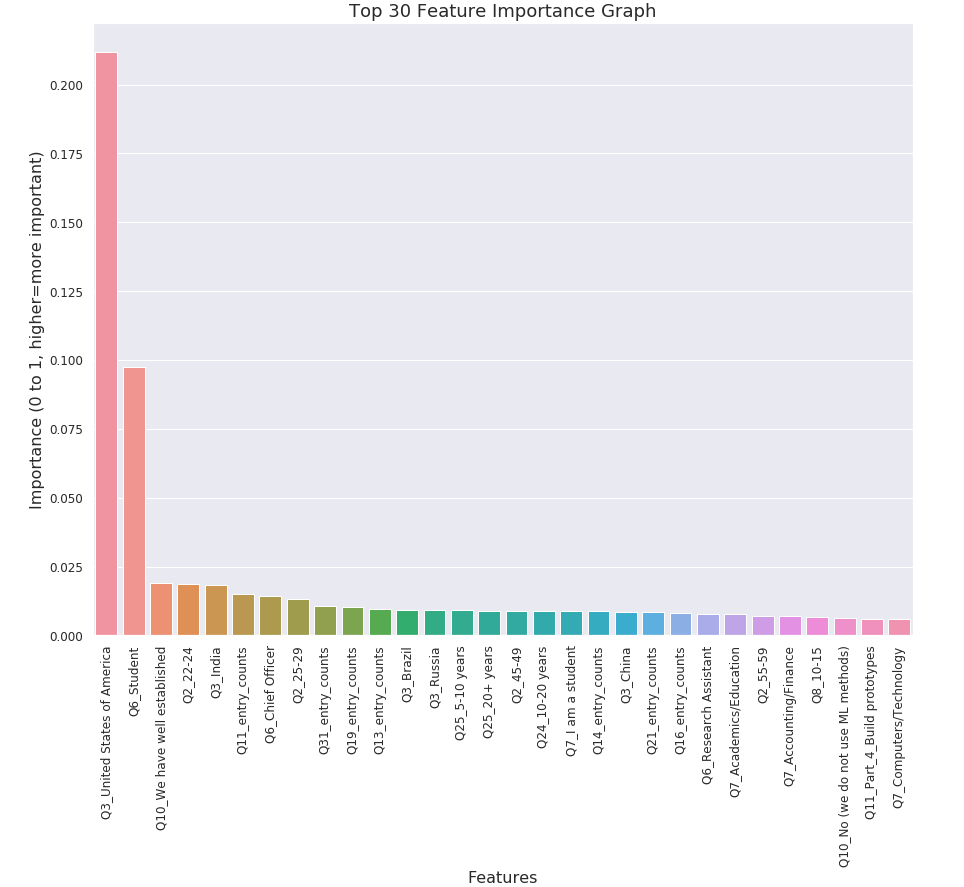 Top 30 Feature Importance Graph
Importance (0 to 1, higher=more important)
0.200
0.175
0.150
0.125
0.100
0.075
0.050
0.025
0.000
Q3_United States of America
Q6_Student
Q10_We have well established
Q2_22-24
Q3_India
Q11_entry_counts
Q6_Chief Officer
Q2_25-29
Q31_entry_counts
Q19_entry_counts
Q13_entry_counts
Q3_Brazil
Q3_Russia
Q25_5-10 years
Q25_20+ years
Q2_45-49
Q24_10-20 years
Q7_I am a student
Q14_entry_counts
Q3_China
Q21_entry_counts
Q16_entry_counts
Q6_Research Assistant
Q7_Academics/Education
Q2_55-59
Q7_Accounting/Finance
Q8_10-15
Q10_No (we do not use ML methods)
Q11_Part_4_Build prototypes
Q7_Computers/Technology
Features